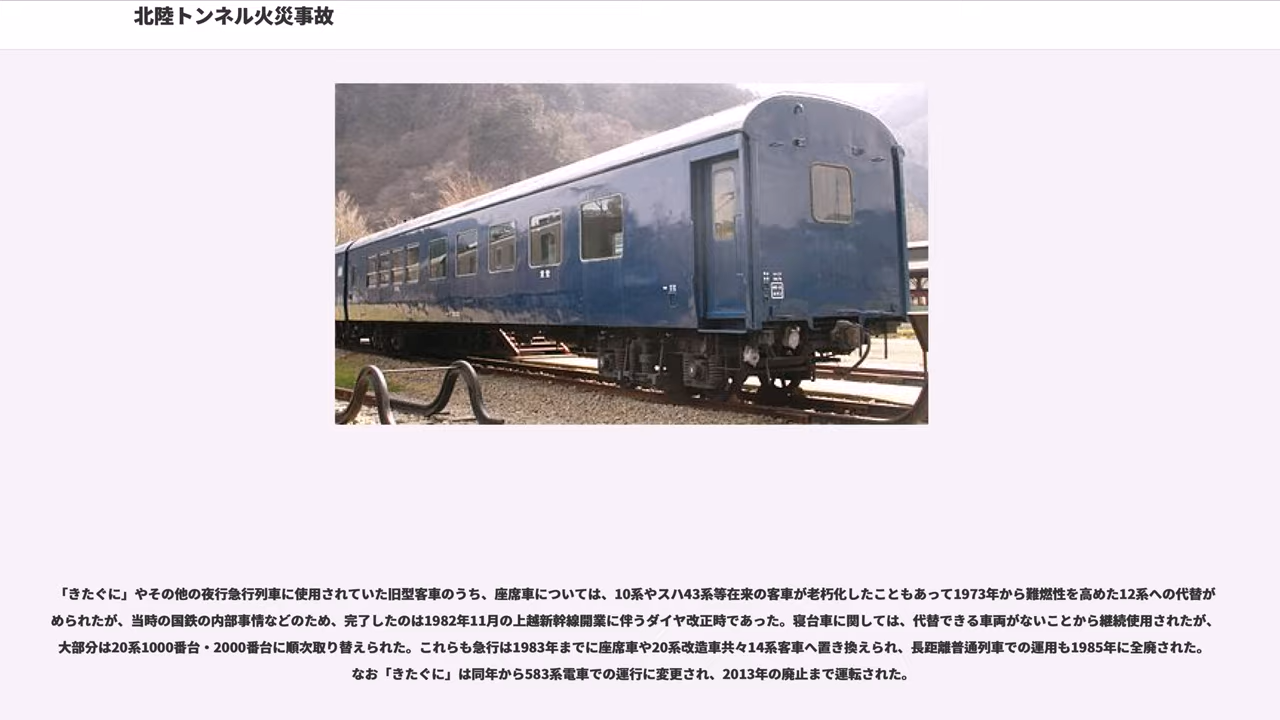 北陸トンネル火災事故
食堂
「きたぐに」やその他の夜行急行列車に使用されていた旧型客車のうち、座席車については、10系やスハ43系等在来の客車が老朽化したこともあって1973年から難燃性を高めた12系への代替が
められたが、当時の国鉄の内部事情などのため、完了したのは1982年11月の上越新幹線開業に伴うダイヤ改正時であった。寝台車に関しては、代替できる車両がないことから継続使用されたが、
大部分は20系1000番台・2000番台に順次取り替えられた。これらも急行は1983年までに座席車や20系改造車共々14系客車へ置き換えられ、長距離普通列車での運用も1985年に全廃された。
なお「きたぐに」は同年から583系電車での運行に変更され、2013年の廃止まで運転された。